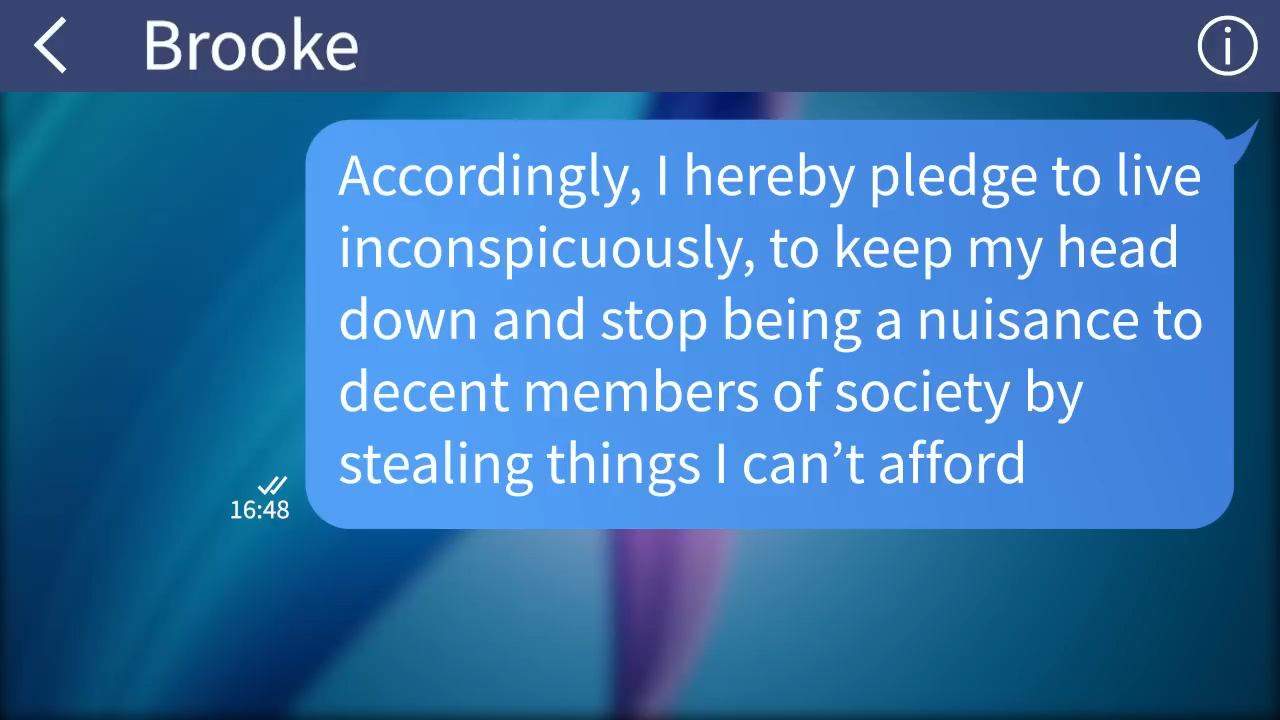 Brooke
Accordingly, I hereby pledge to live
inconspicuously, to keep my head
down and stop being a nuisance to
decent members of society by
stealing things I can’t afford
16:48